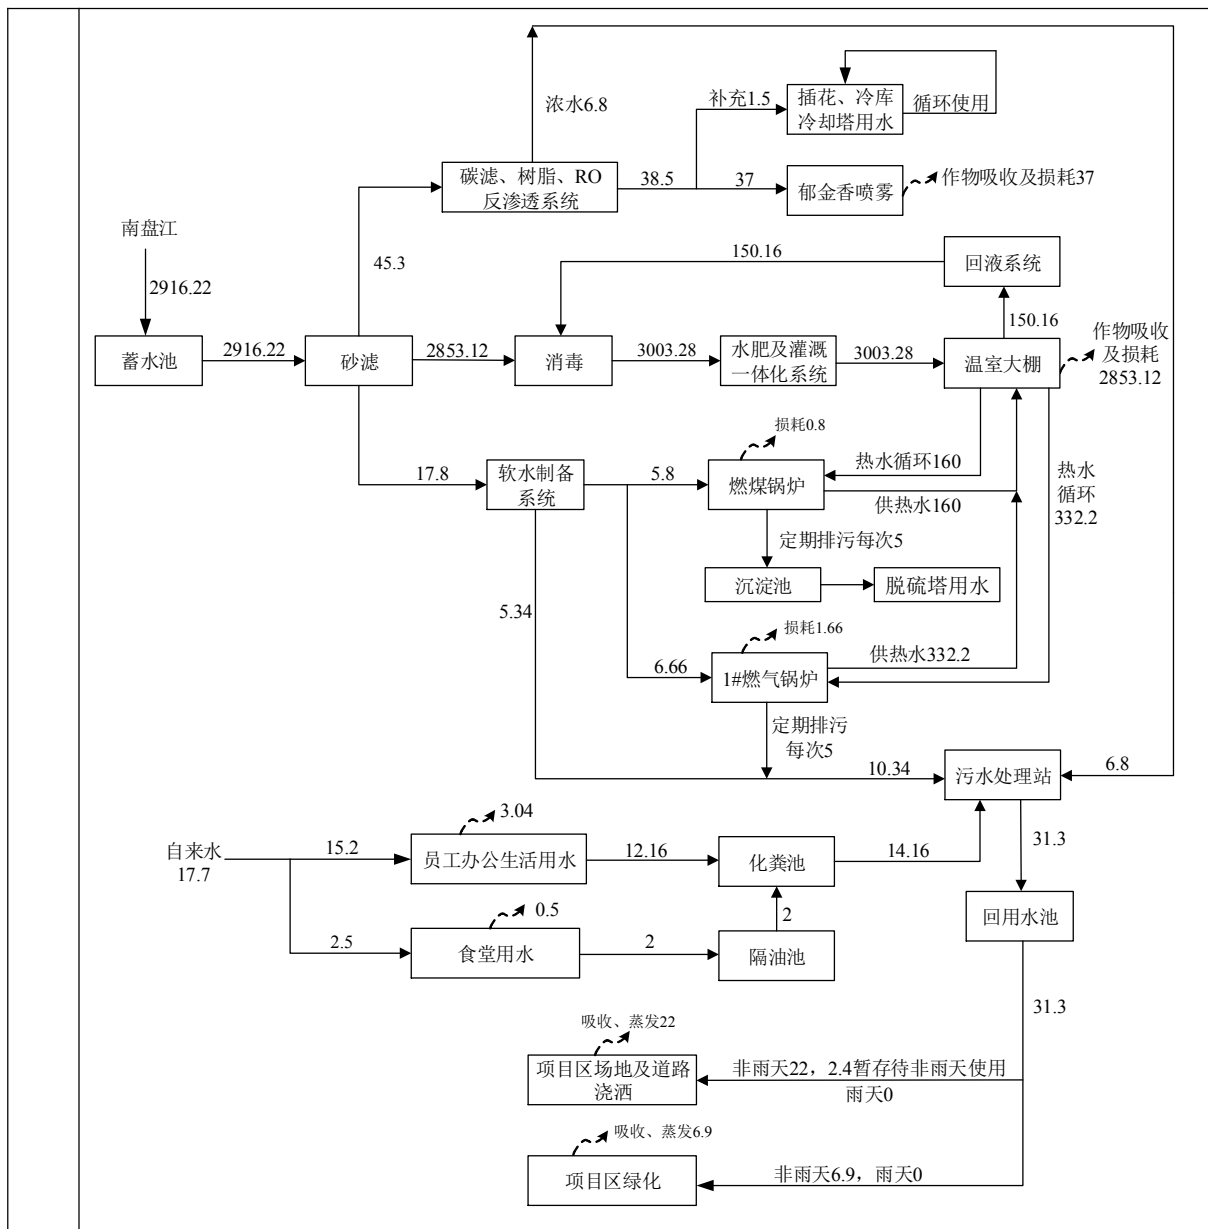 浓水6.8
补充1.5
插花、冷库
冷却塔用水
循环使用
碳滤、树脂、RO
反渗透系统
38.5
37
郁金香喷雾
作物吸收及损耗37
南盘江
2916.22
45.3
150.16
回液系统
150.16
蓄水池
2916.22
砂滤
2853.12
消毒
3003.28
水肥及灌溉
一体化系统
3003.28
温室大棚
作物吸收
及损耗
2853.12
损耗0.8
17.8
软水制备
系统
5.8
燃煤锅炉
热水循环160
供热水160
热水
循环
332.2
定期排污每次5
沉淀池
脱硫塔用水
5.34
损耗1.66
6.66
1#燃气锅炉
供热水332.2
定期排污
每次5
10.34
污水处理站
6.8
自来水
17.7
15.2
3.04
员工办公生活用水
12.16
化粪池
14.16
31.3
2.5
0.5
食堂用水
2
隔油池
2
回用水池
31.3
吸收、蒸发22
项目区场地及道路
浇洒
非雨天22，2.4暂存待非雨天使用
雨天0
吸收、蒸发6.9
项目区绿化
非雨天6.9，雨天0